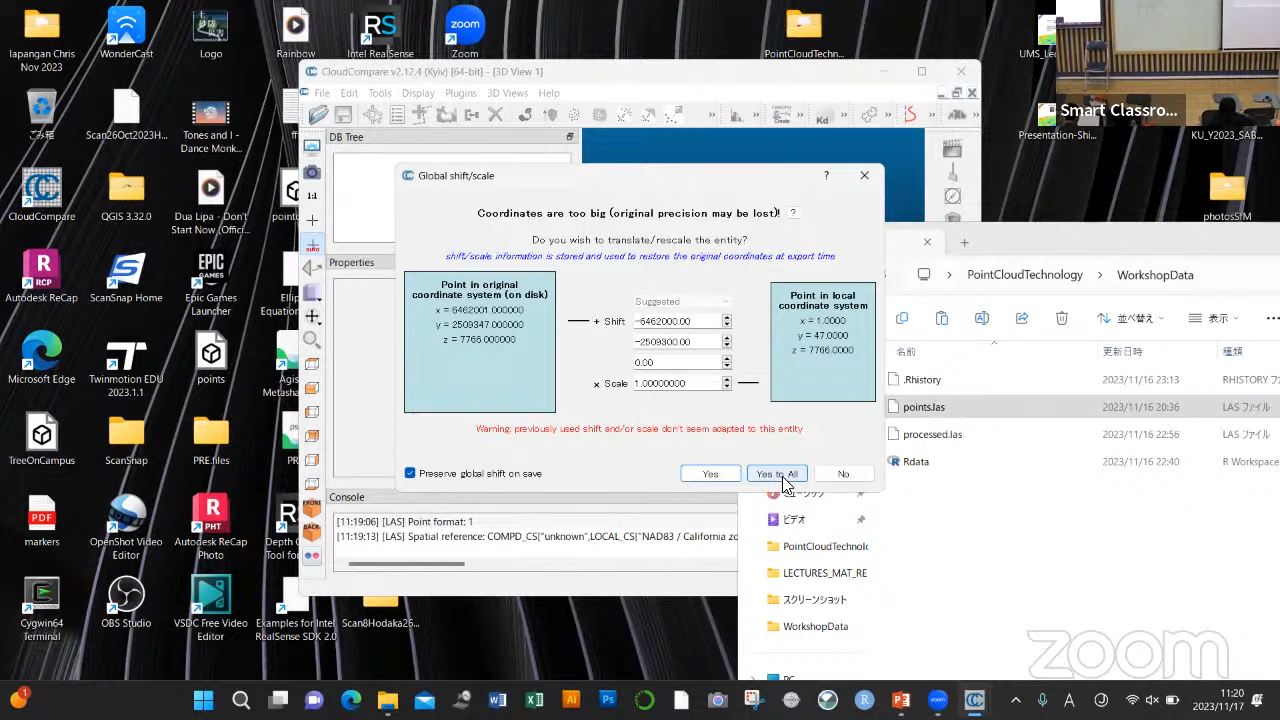 lapangan Chris
Nov 2023
WonderCast
Logo
Rainbow
Zoom
PointCloudTechn...
Smart Classro...
ごみ箱
Scan26Oct2023H...
Tones and I -
Dance Monk...
Presentation-Shi...
KU_Y2023_SAB...
CloudCompare
QGIS 3.32.0
Dua Lipa - Don't
Start Now (Offic...
photosSfM
Autodesk ReCap
ScanSnap Home
Epic Games
Launcher
Microsoft Edge
Twinmotion EDU
2023.1.1
points
TreeOnCampus
ScanSnap
PRE.files
markers
OpenShot Video
Editor
Autodesk ReCap
Photo
Cygwin64
Terminal
OBS Studio
VSDC Free Video
Editor
Examples for Intel
RealSense SDK 2.0
Scan8Hodaka26...
CloudCompare v2.12.4 (Kyiv) [64-bit] - [3D View 1]
File Edit Tools Display Plugins 3D Views Help
DB Tree
1:1
auto
Properties
FRONT
BACK
Global shift/scale
?
Coordinates are too big (original precision may be lost)! ?
Do you wish to translate/rescale the entity?
shift/scale information is stored and used to restore the original coordinates at export time
Point in original
coordinate system (on disk)
x = 6462001.000000
y = 2509347.000000
z = 7766.000000
Suggested
+ Shift -6462000.00
-2509300.00
0.00
x Scale 1.00000000
Point in local
coordinate system
x = 1.0000
y = 47.0000
z = 7766.0000
Warning: previously used shift and/or scale don't seem adapted to this entity
Preserve global shift on save
Yes
Yes to All
No
Console
[11:19:06] [LAS] Point format: 1
[11:19:13] [LAS] Spatial reference: COMPD_CS["unknown",LOCAL_CS["NAD83 / California zo
PointCloudTechnology
WorkshopData
並べ替え
表示
名前
更新日時
種類
.Rhistory 2023/11/16 23:13 RHISTORY
points.las 2023/11/16 20:36 LAS ファイル
processed.las 2023/11/16 22:56 LAS ファイル
Rdata 2023/11/16 22:40 R Workspace
ビデオ
PointCloudTechnolo
LECTURES_MAT_RE
スクリーンショット
WorkshopData
PC
zoom
11:20
2023/11/17